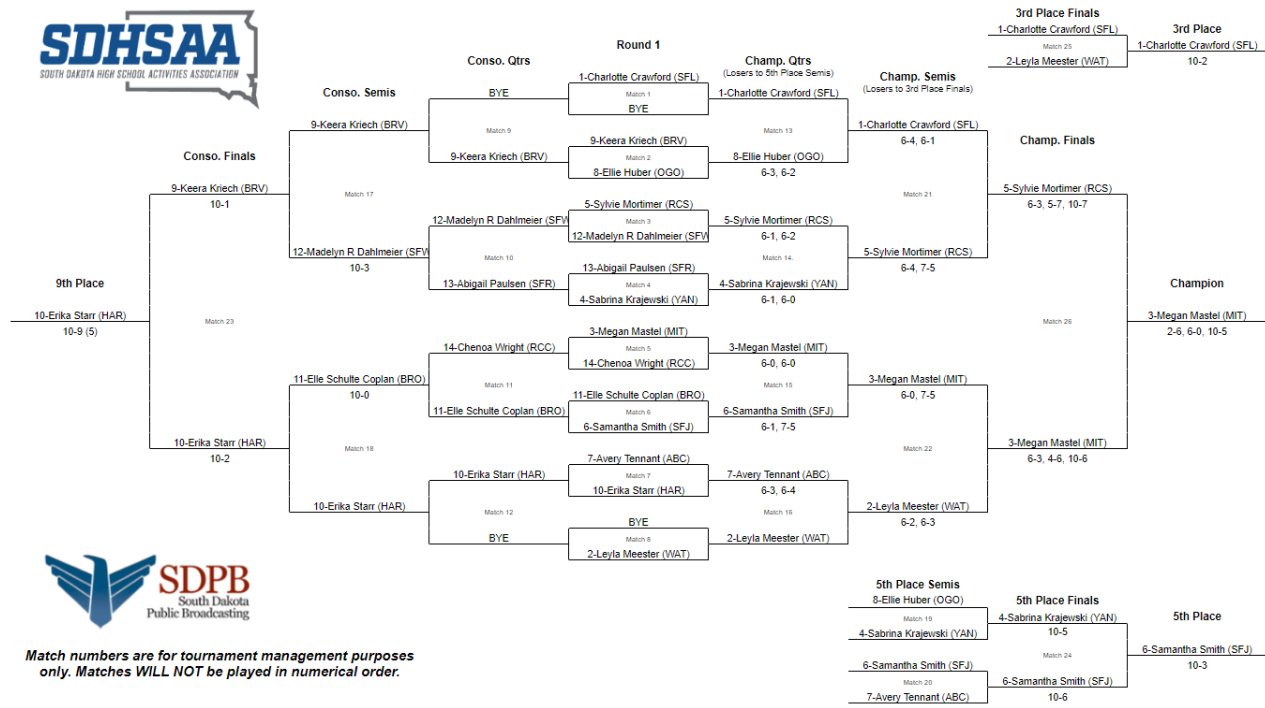 SDHSAA
SOUTH DAKOTA HIGH SCHOOL ACTIVITIES ASSOCIATION
3rd Place Finals
1-Charlotte Crawford (SFL)
Match 25
2-Leyla Meester (WAT)
3rd Place
1-Charlotte Crawford (SFL)
10-2
Round 1
1-Charlotte Crawford (SFL)
Match 1
BYE
9-Keera Kriech (BRV)
Match 2
8-Ellie Huber (OGO)
5-Sylvie Mortimer (RCS)
Match 3
12-Madelyn R Dahlmeier (SFW
13-Abigail Paulsen (SFR)
Match 4
4-Sabrina Krajewski (YAN)
3-Megan Mastel (MIT)
Match 5
14-Chenoa Wright (RCC)
11-Elle Schulte Coplan (BRO)
Match 6
6-Samantha Smith (SFJ)
7-Avery Tennant (ABC)
Match 7
10-Erika Starr (HAR)
BYE
Match 8
2-Leyla Meester (WAT)
Conso. Qtrs
BYE
Match 9
9-Keera Kriech (BRV)
12-Madelyn R Dahlmeier (SFW
Match 10
13-Abigail Paulsen (SFR)
14-Chenoa Wright (RCC)
Match 11
11-Elle Schulte Coplan (BRO)
10-Erika Starr (HAR)
Match 12
BYE
Conso. Semis
9-Keera Kriech (BRV)
Match 17
12-Madelyn R Dahlmeier (SFW
10-3
11-Elle Schulte Coplan (BRO)
10-0
Match 18
10-Erika Starr (HAR)
Conso. Finals
9-Keera Kriech (BRV)
10-1
Match 23
10-Erika Starr (HAR)
10-2
9th Place
10-Erika Starr (HAR)
10-9 (5)
Champ. Qtrs
(Losers to 5th Place Semis)
1-Charlotte Crawford (SFL)
Match 13
8-Ellie Huber (OGO)
6-3, 6-2
5-Sylvie Mortimer (RCS)
6-1, 6-2
Match 14.
4-Sabrina Krajewski (YAN)
6-1, 6-0
3-Megan Mastel (MIT)
6-0, 6-0
Match 15
6-Samantha Smith (SFJ)
6-1, 7-5
7-Avery Tennant (ABC)
6-3, 6-4
Match 16
2-Leyla Meester (WAT)
Champ. Semis
(Losers to 3rd Place Finals)
1-Charlotte Crawford (SFL)
6-4, 6-1
Match 21
5-Sylvie Mortimer (RCS)
6-4, 7-5
3-Megan Mastel (MIT)
6-0, 7-5
Match 22
2-Leyla Meester (WAT)
6-2, 6-3
Champ. Finals
5-Sylvie Mortimer (RCS)
6-3, 5-7, 10-7
Match 26
3-Megan Mastel (MIT)
6-3, 4-6, 10-6
Champion
3-Megan Mastel (MIT)
2-6, 6-0, 10-5
5th Place Semis
8-Ellie Huber (OGO)
Match 19
4-Sabrina Krajewski (YAN)
6-Samantha Smith (SFJ)
Match 20
7-Avery Tennant (ABC)
5th Place Finals
4-Sabrina Krajewski (YAN)
10-5
Match 24
6-Samantha Smith (SFJ)
10-6
5th Place
6-Samantha Smith (SFJ)
10-3
SDPB
South Dakota
Public Broadcasting
Match numbers are for tournament management purposes
only. Matches WILL NOT be played in numerical order.